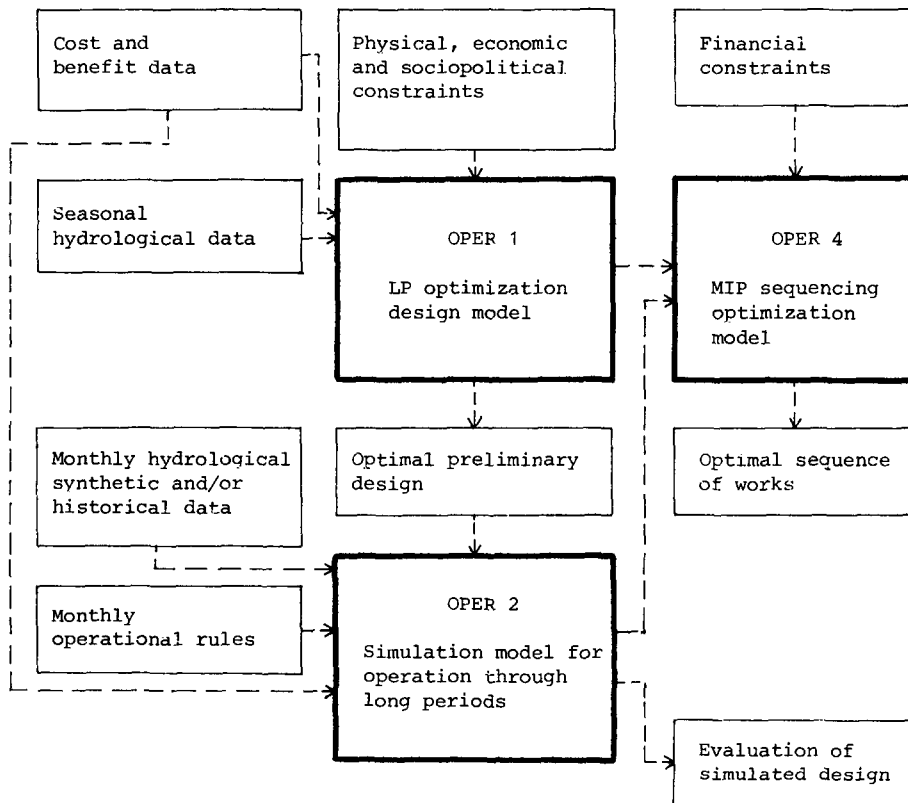 Cost and
benefit data
Physical, economic
and sociopolitical
constraints
Financial
constraints
Seasonal
hydrological data
OPER 1
LP optimization
design model
OPER 4
MIP sequencing
optimization
model
Monthly hydrological
synthetic and/or
historical data
Optimal preliminary
design
Optimal sequence
of works
Monthly
operational rules
OPER 2
Simulation model for
operation through
long periods
Evaluation of
simulated design